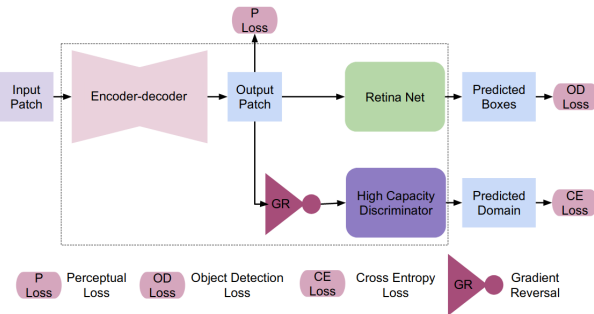 P
Loss
Input
Patch
Encoder-decoder
Output
Patch
Retina Net
Predicted
Boxes
OD
Loss
GR
High Capacity
Discriminator
Predicted
Domain
CE
Loss
P
Loss
Perceptual
Loss
OD
Loss
Object Detection
Loss
CE
Loss
Cross Entropy
Loss
GR
Gradient
Reversal